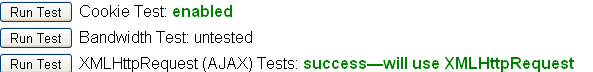 Run Test Cookie Test: enabled
Run Test Bandwidth Test: untested
Run Test XMLHttpRequest (AJAX) Tests: success—will use XMLHttpRequest